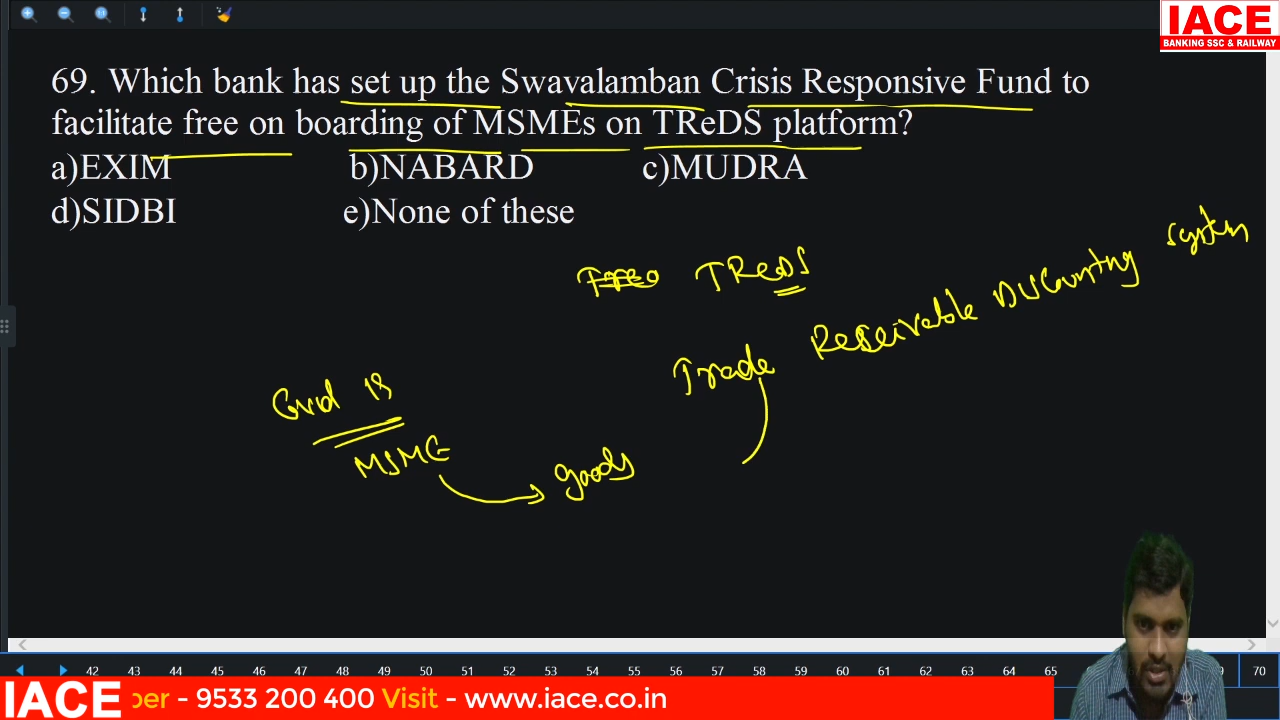 IACE
BANKING SSC & RAILWAY
69. Which bank has set up the Swavalamban Crisis Responsive Fund to
facilitate free on boarding of MSMEs on TReDS platform?
a)EXIM b)NABARD c)MUDRA
d)SIDBI e)None of these
TReDS
Trade Receivable Discounting System
Covid 19
MSME
goods
42 43 44 45 46 47 48 49 50 51 52 53 54 55 56 57 58 59 60 61 62 63 64 65 70
IACE
per - 9533 200 400 Visit - www.iace.co.in